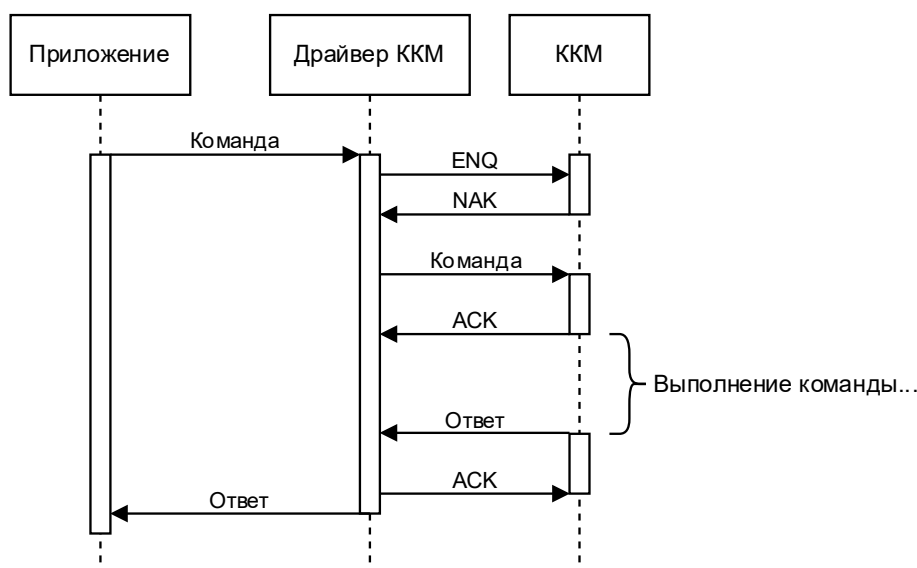 Приложение
Драйвер ККМ
ККМ
Команда
ENQ
NAK
Команда
ACK
Выполнение команды...
Ответ
ACK
Ответ